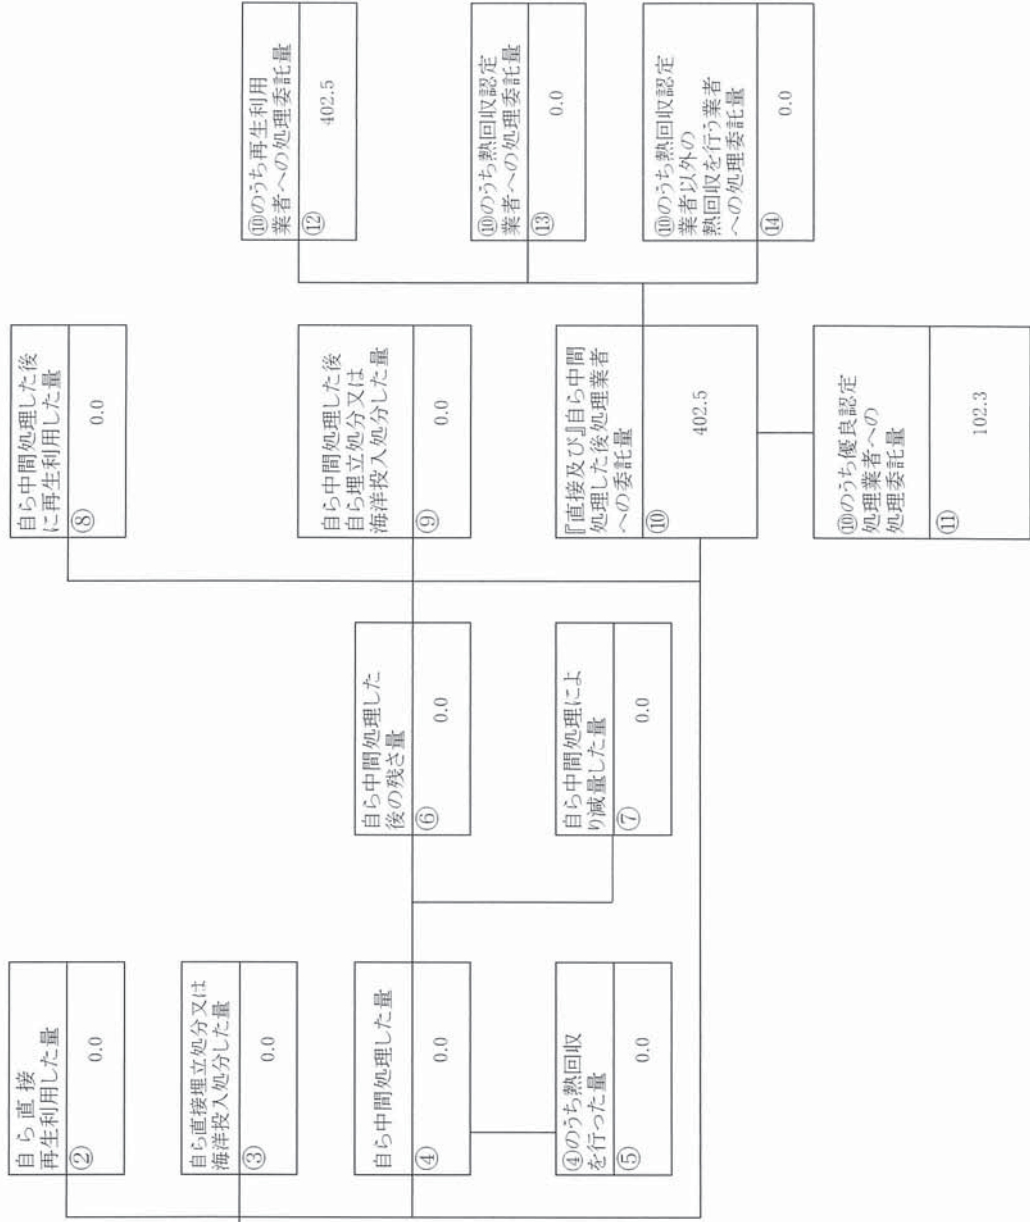 自 ら 直 接
再生利用した量
②
0.0
自ら直接埋立処分又は
海洋投入処分した量
③
0.0
自ら中間処理した量
④
0.0
④のうち熱回収
を行った量
⑤
0.0
自ら中間処理した
後の残さ量
⑥
0.0
自ら中間処理によ
り減量した量
⑦
0.0
自ら中間処理した後
に再生利用した量
⑧
0.0
自ら中間処理した後
自ら埋立処分又は
海洋投入処分した量
⑨
0.0
『直接及び』自ら中間
処理した後処理業者
への委託量
⑩
402.5
⑩のうち優良認定
処理業者への
処理委託量
⑪
102.3
⑩のうち再生利用
業者への処理委託量
⑫
402.5
⑩のうち熱回収認定
業者への処理委託量
⑬
0.0
⑩のうち熱回収認定
業者以外の
熱回収を行う業者
への処理委託量
⑭
0.0